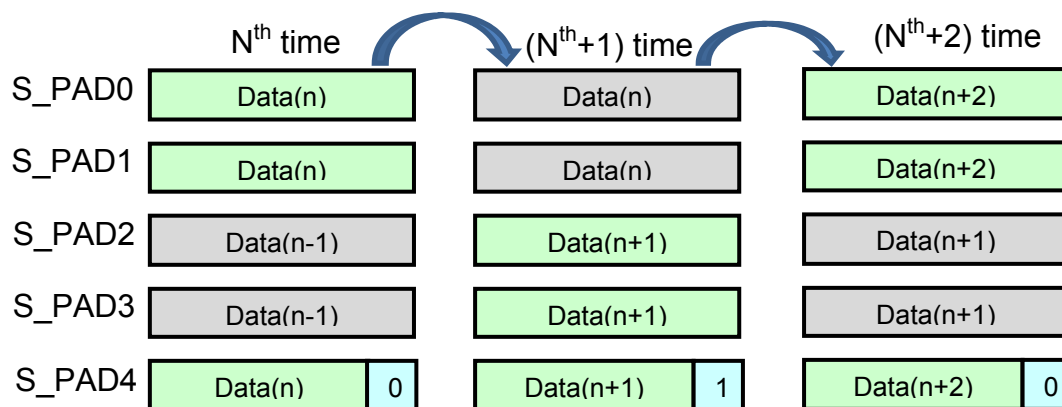 Nth time (Nth+1) time (Nth+2) time
S_PAD0 Data(n) Data(n) Data(n+2)
S_PAD1 Data(n) Data(n) Data(n+2)
S_PAD2 Data(n-1) Data(n+1) Data(n+1)
S_PAD3 Data(n-1) Data(n+1) Data(n+1)
S_PAD4 Data(n) 0 Data(n+1) 1 Data(n+2) 0